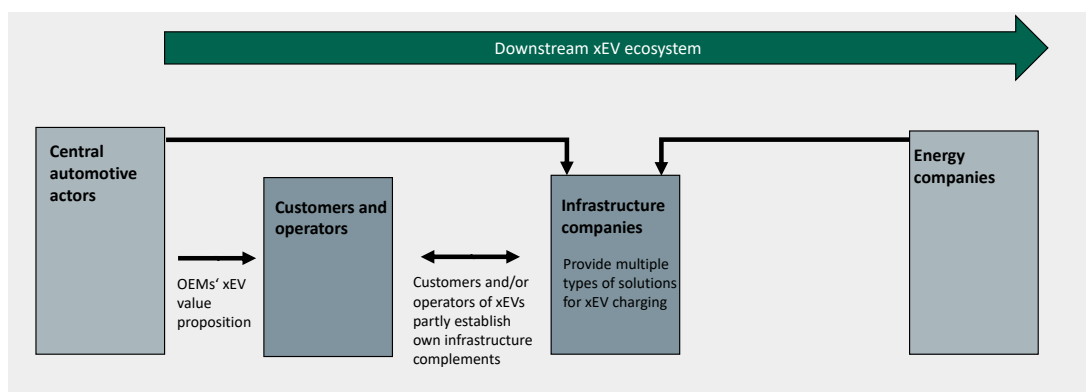 Downstream xEV ecosystem
Central
automotive
actors
Customers and
operators
Infrastructure
companies
Provide multiple
types of solutions
for xEV charging
Energy
companies
OEMs‘ xEV
value
proposition
Customers and/or
operators of xEVs
partly establish
own infrastructure
complements